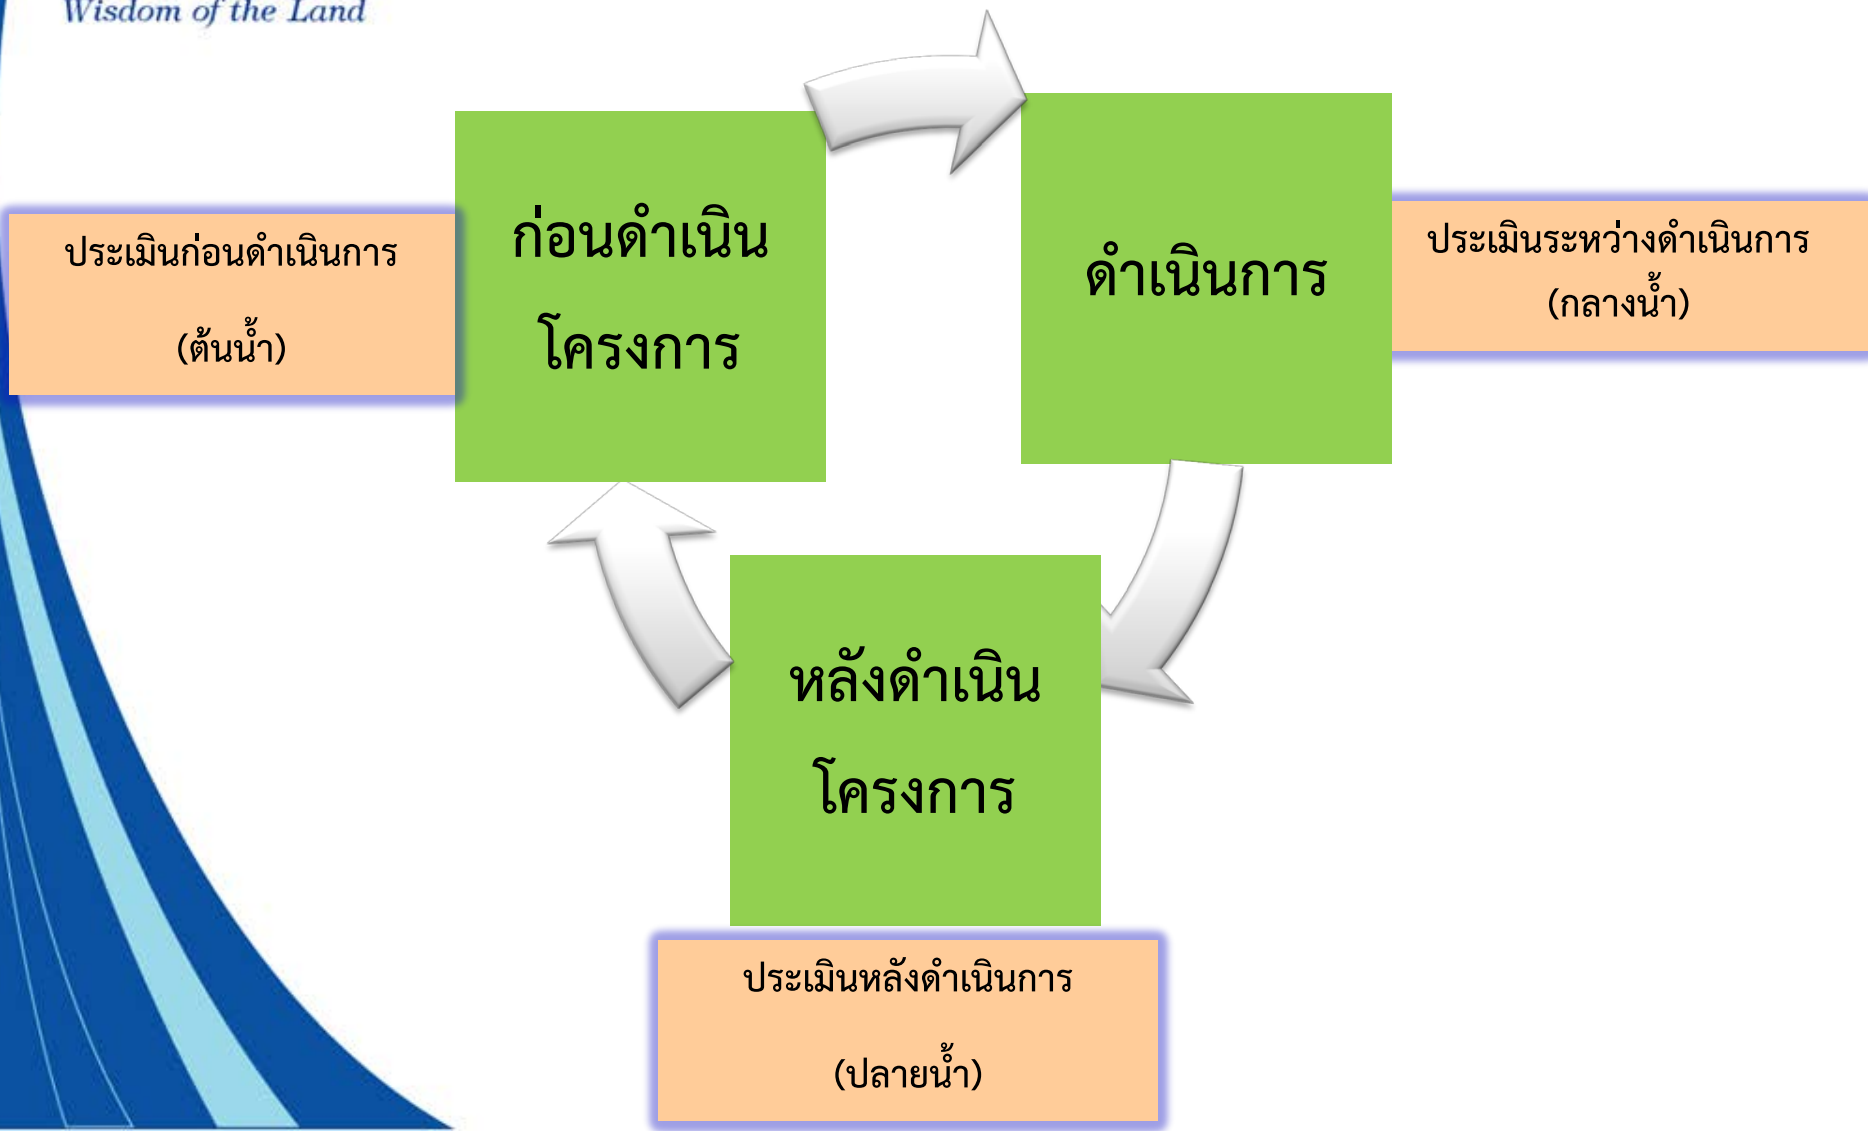 Wisdom of the Land
ก่อนดำเนิน
โครงการ
ประเมินก่อนดำเนินการ
(ต้นน้ำ)
ดำเนินการ
ประเมินระหว่างดำเนินการ
(กลางน้ำ)
หลังดำเนิน
โครงการ
ประเมินหลังดำเนินการ
(ปลายน้ำ)